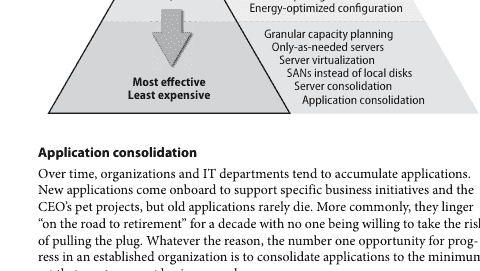 Energy-optimized configuration
Granular capacity planning
Only-as-needed servers
Server virtualization
SANs instead of local disks
Server consolidation
Application consolidation
Most effective
Least expensive
Application consolidation
Over time, organizations and IT departments tend to accumulate applications.
New applications come onboard to support specific business initiatives and the
CEO’s pet projects, but old applications rarely die. More commonly, they linger
“on the road to retirement” for a decade with no one being willing to take the risk
of pulling the plug. Whatever the reason, the number one opportunity for prog-
ress in an established organization is to consolidate applications to the minimum